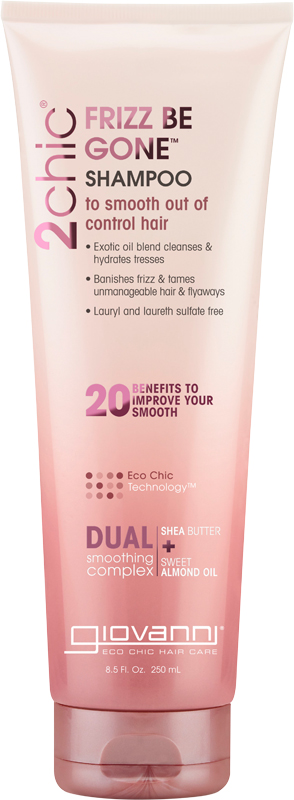 2chic®
FRIZZ BE
GONE™
SHAMPOO
to smooth out of
control hair
• Exotic oil blend cleanses &
hydrates tresses
• Banishes frizz & tames
unmanageable hair & flyaways
• Lauryl and laureth sulfate free
20 BENEFITS TO
IMPROVE YOUR
SMOOTH
Eco Chic
Technology™
DUAL
smoothing
complex
SHEA BUTTER
+
SWEET
ALMOND OIL
giovanni®
ECO CHIC HAIR CARE
8.5 Fl. Oz. 250 mL